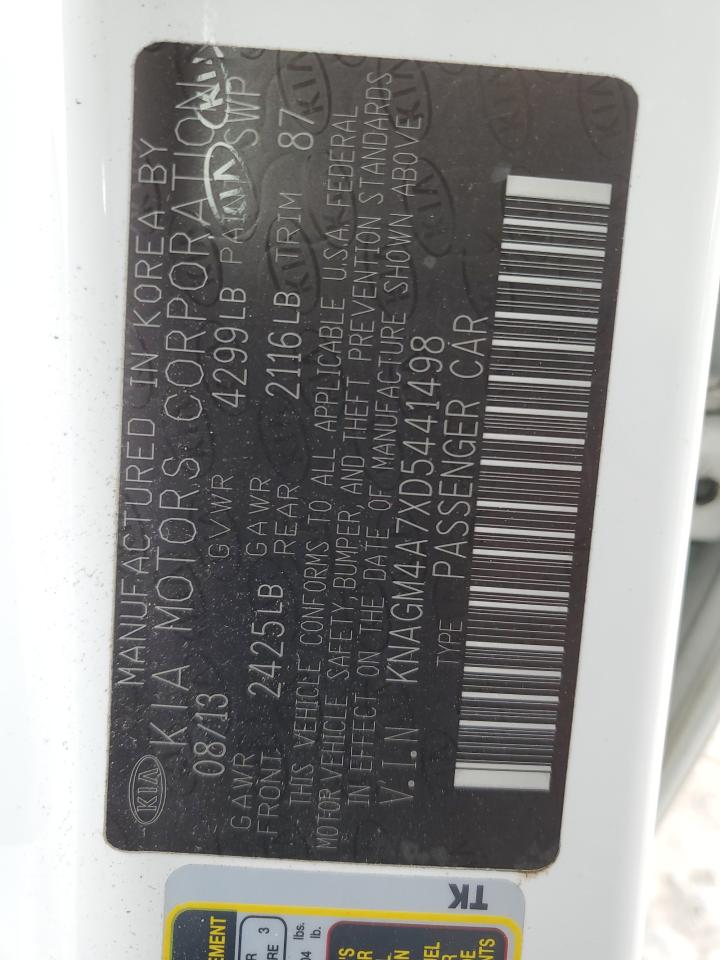 MANUFACTURED IN KOREA BY
KIA KIA MOTORS CORPORATION
08/13 GVWR 4299LB PAINT SWP
GAWR FRONT 2425LB GAWR REAR 2116LB TRIM 87
THIS VEHICLE CONFORMS TO ALL APPLICABLE U.S.A. FEDERAL
MOTOR VEHICLE SAFETY, BUMPER, AND THEFT PREVENTION STANDARDS
IN EFFECT ON THE DATE OF MANUFACTURE SHOWN ABOVE
V.I.N KNAGM4A7XD5441498
TYPE PASSENGER CAR
TK